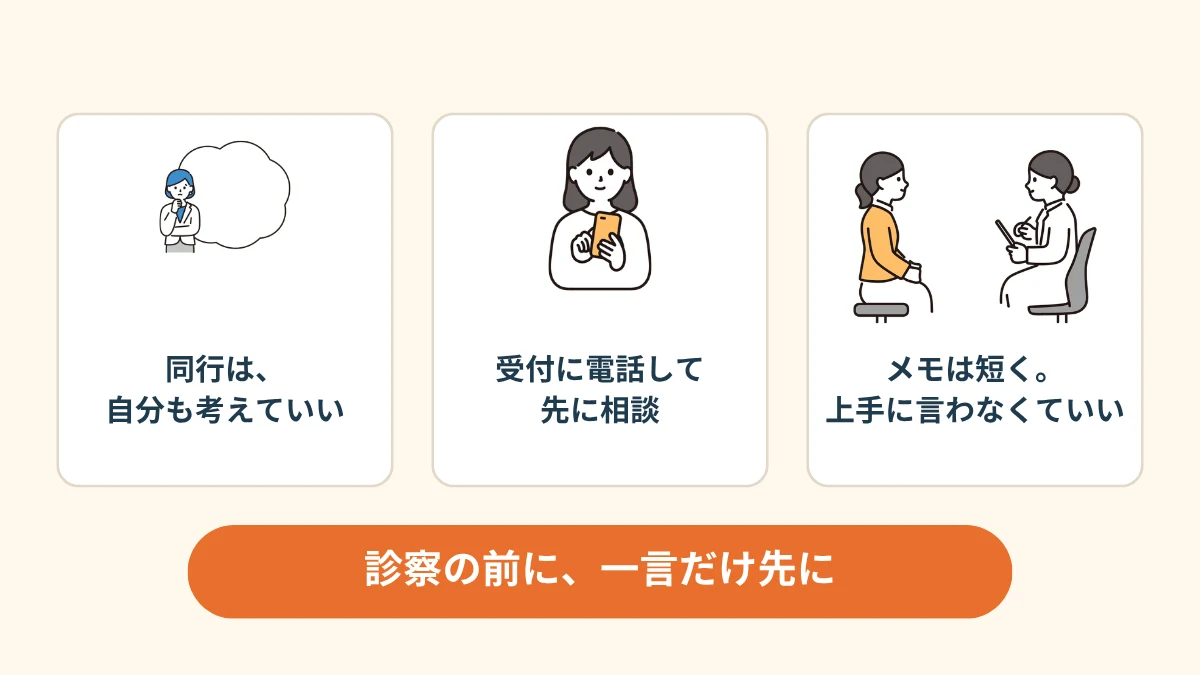 同行は、
自分も考えていい
受付に電話して
先に相談
メモは短く。
上手に言わなくていい
診察の前に、一言だけ先に